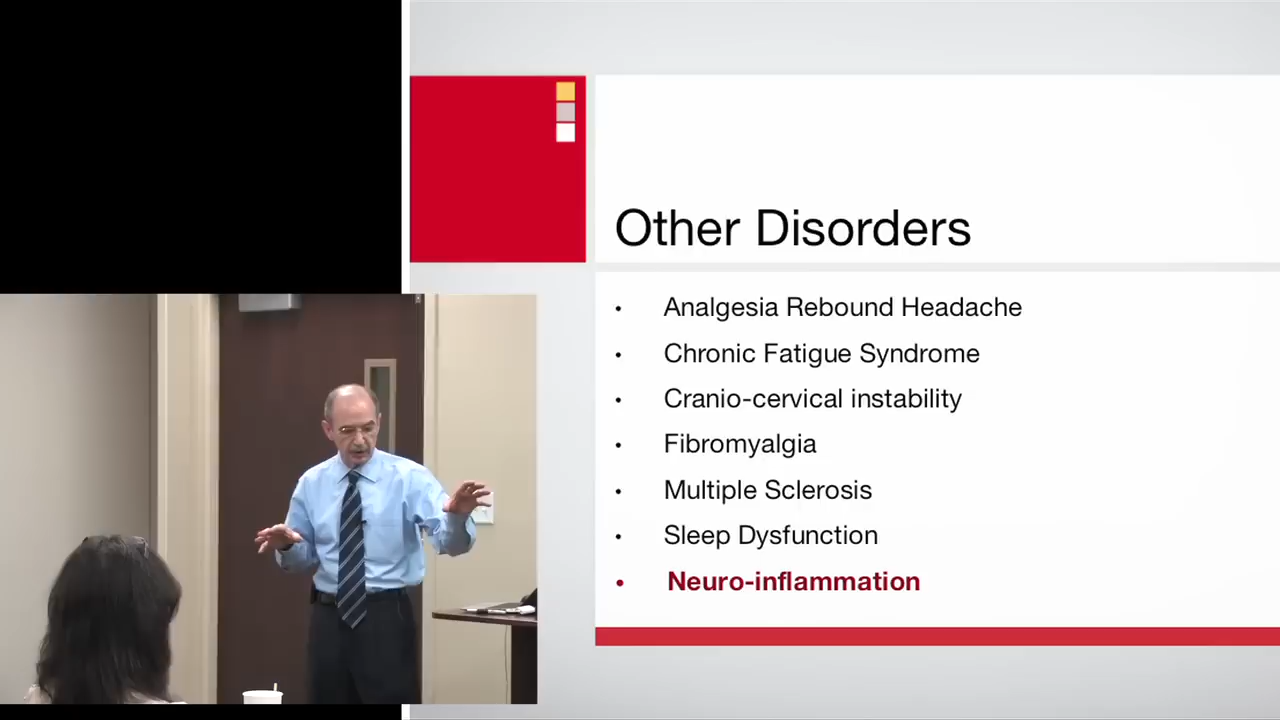 Other Disorders
• Analgesia Rebound Headache
• Chronic Fatigue Syndrome
• Cranio-cervical instability
• Fibromyalgia
• Multiple Sclerosis
• Sleep Dysfunction
• Neuro-inflammation